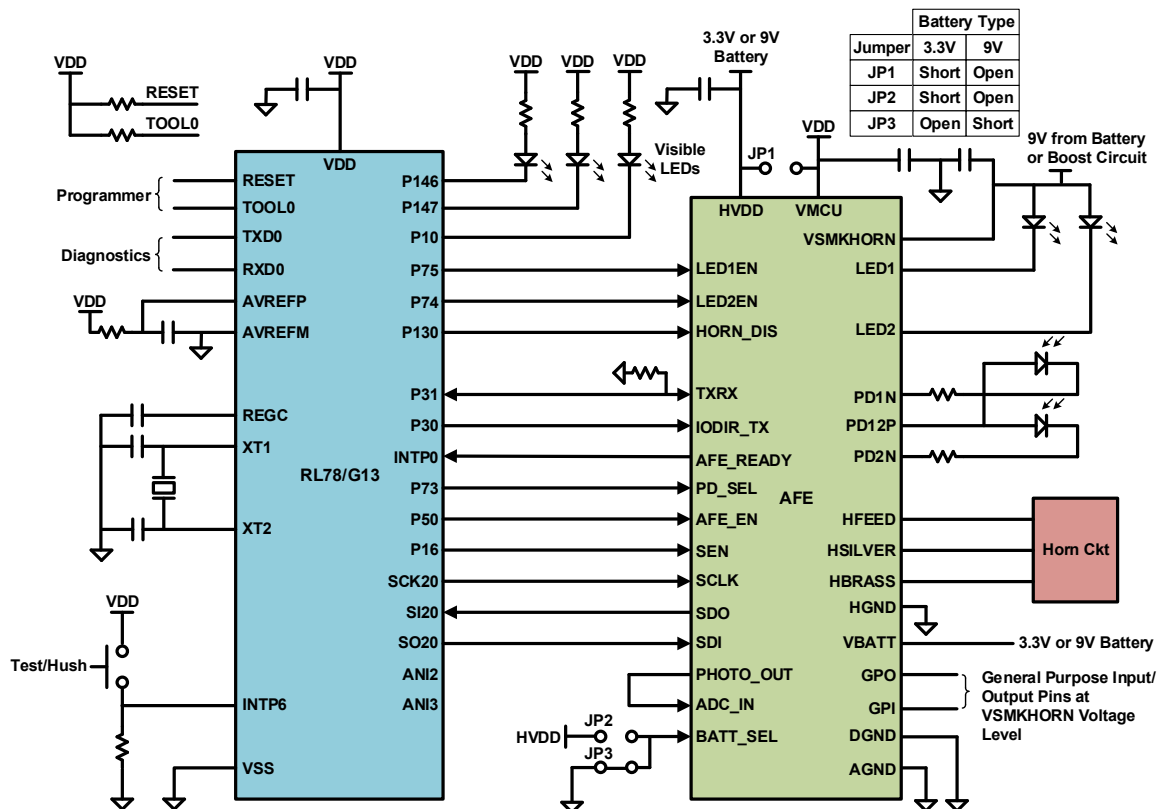 Battery Type
Jumper 3.3V 9V
JP1 Short Open
JP2 Short Open
JP3 Open Short
3.3V or 9V
Battery
VDD
RESET
TOOL0
VDD
VDD VDD VDD
Visible
LEDs
JP1
VDD
9V from Battery
or Boost Circuit
Programmer
Diagnostics
VDD
VDD
Test/Hush
VDD
RESET
TOOL0
TXD0
RXD0
AVREFP
AVREFM
REGC
XT1
XT2
INTP6
VSS
RL78/G13
P146
P147
P10
P75
P74
P130
P31
P30
INTP0
P73
P50
P16
SCK20
SI20
SO20
ANI2
ANI3
HVDD
JP2
JP3
HVDD VMCU
LED1EN
LED2EN
HORN_DIS
TXRX
IODIR_TX
AFE_READY
PD_SEL
AFE_EN
SEN
SCLK
SDO
SDI
PHOTO_OUT
ADC_IN
BATT_SEL
AFE
VSMKHORN
LED1
LED2
PD1N
PD12P
PD2N
HFEED
HSILVER
HBRASS
HGND
VBATT
GPO
GPI
DGND
AGND
Horn Ckt
3.3V or 9V Battery
General Purpose Input/
Output Pins at
VSMKHORN Voltage
Level